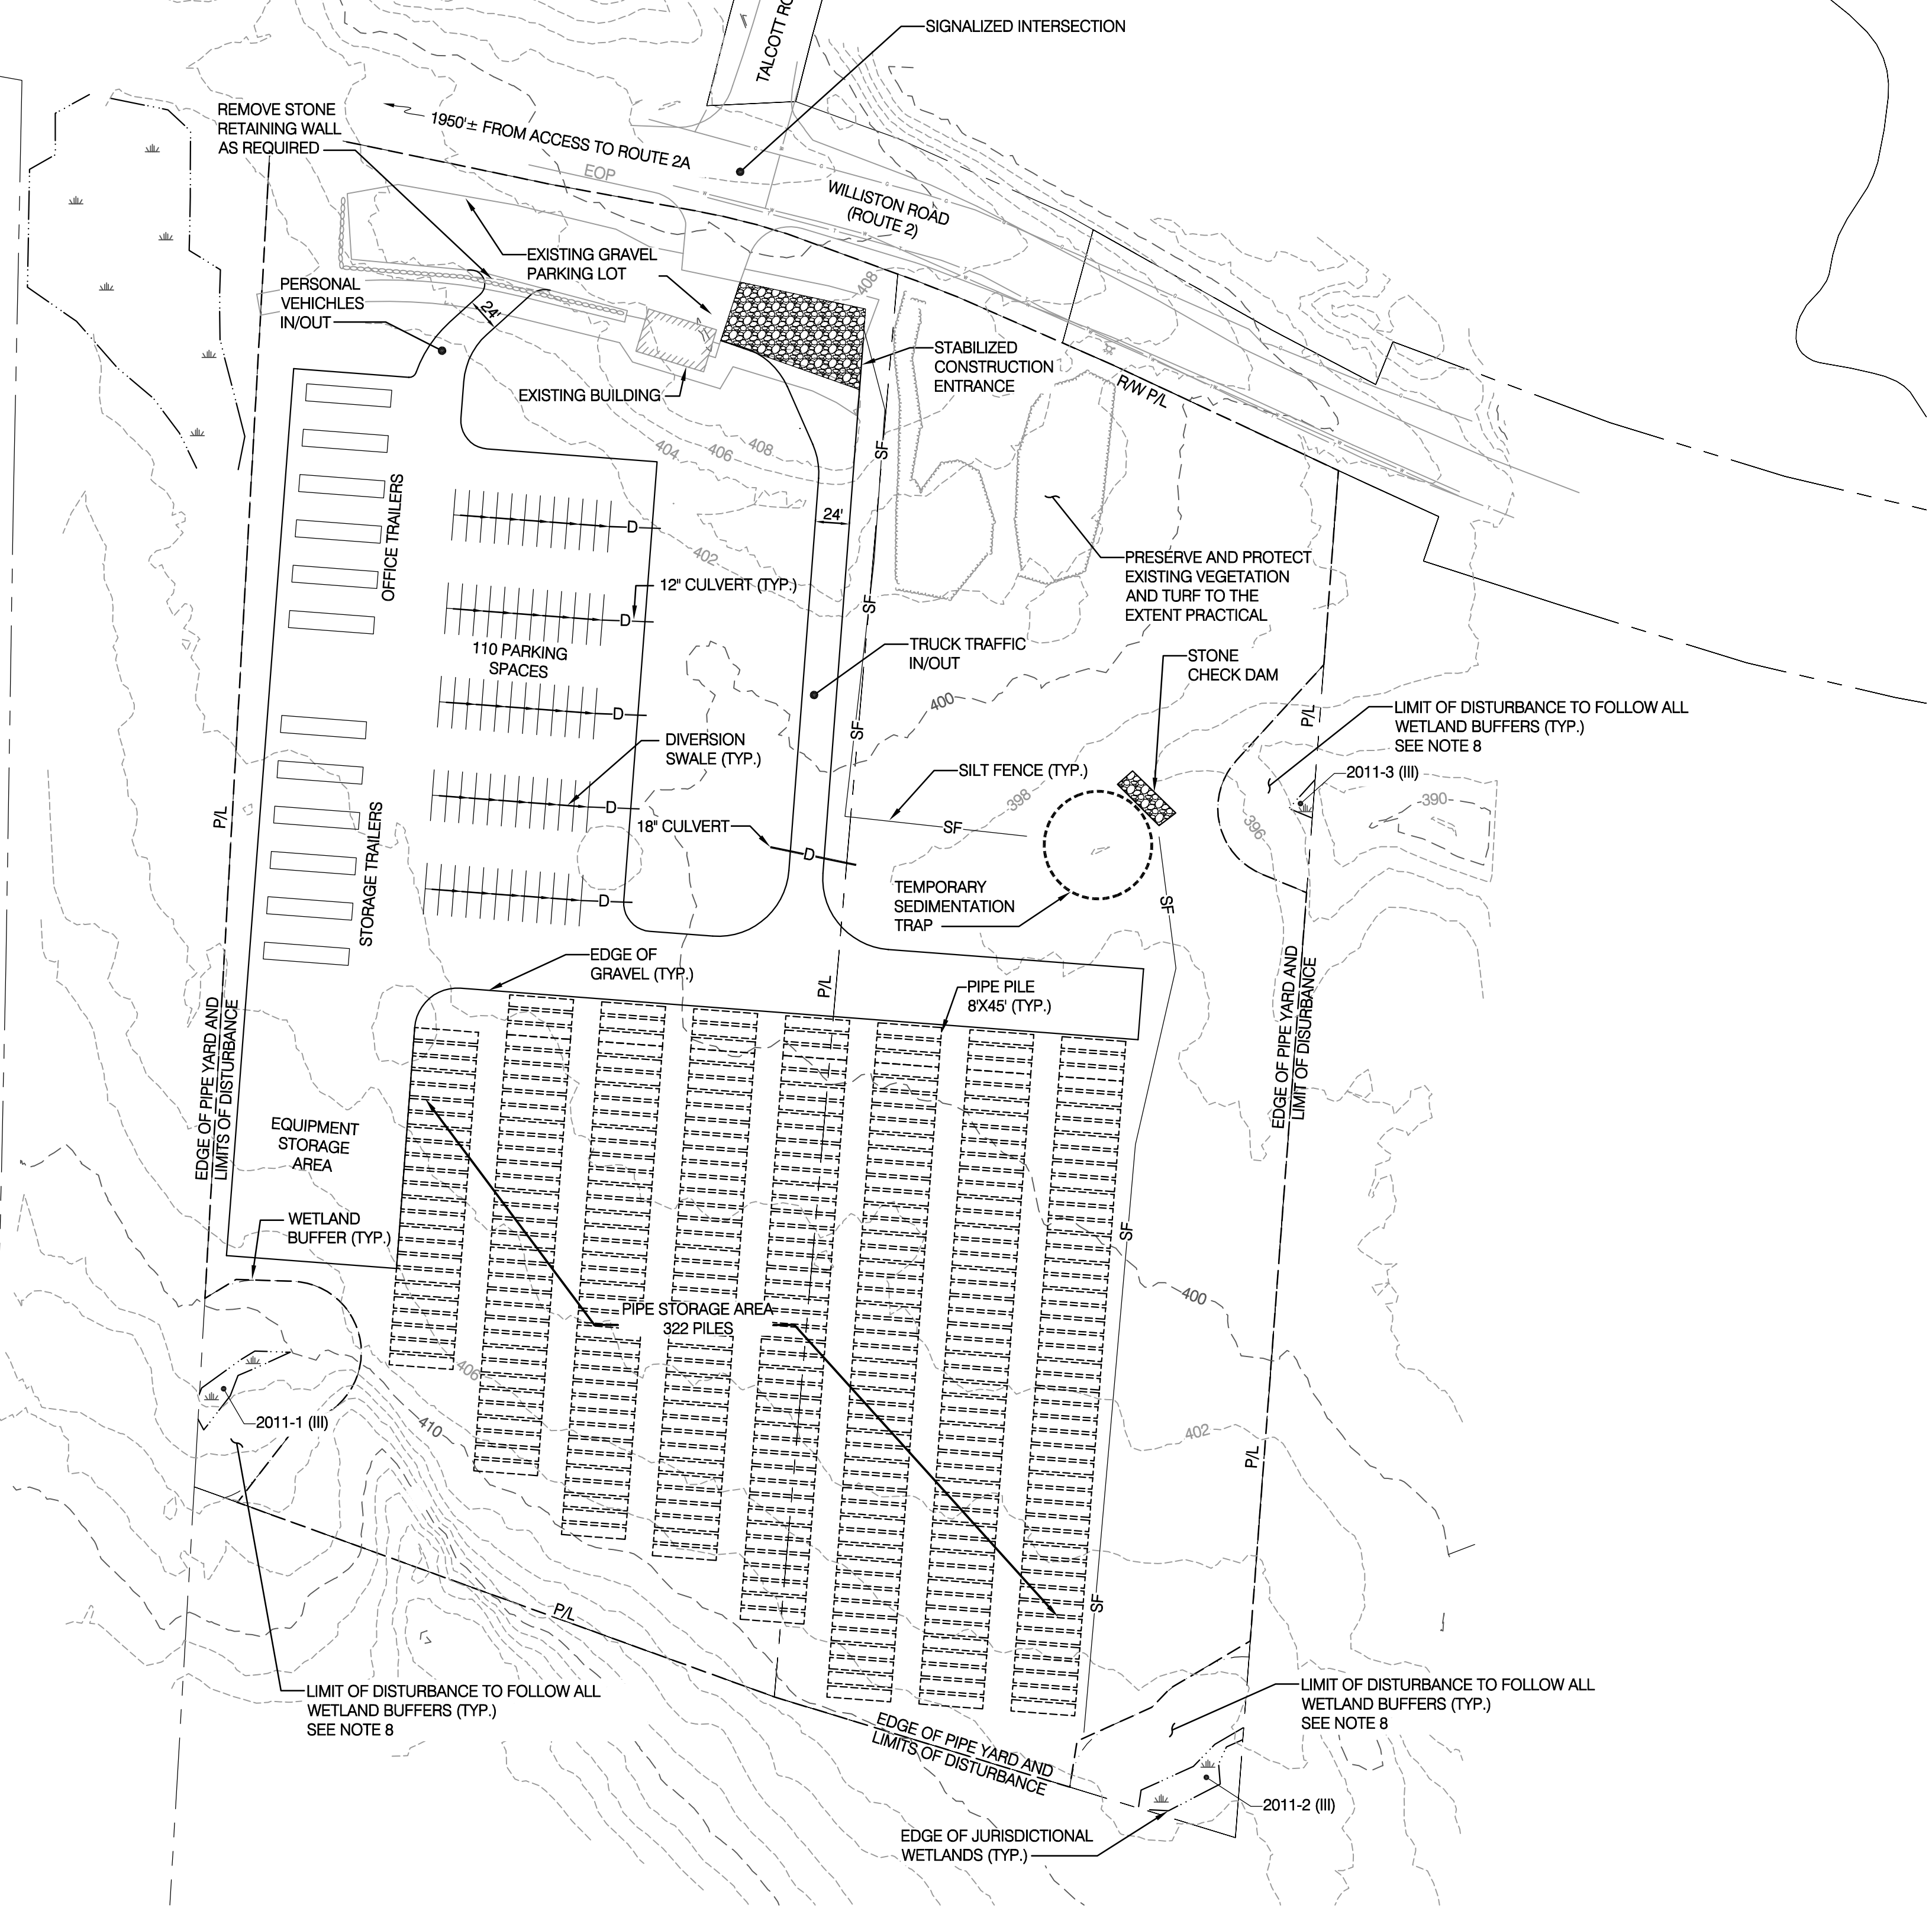 SIGNALIZED INTERSECTION
TALCOTT
REMOVE STONE
RETAINING WALL
AS REQUIRED
1950'± FROM ACCESS TO ROUTE 2A
EOP
WILLISTON ROAD
(ROUTE 2)
EXISTING GRAVEL
PARKING LOT
408
PERSONAL
VEHICHLES
IN/OUT
24'
STABILIZED
CONSTRUCTION
ENTRANCE
R/W P/L
EXISTING BUILDING
404
406
408
SF
OFFICE TRAILERS
D
24'
402
PRESERVE AND PROTECT
EXISTING VEGETATION
AND TURF TO THE
EXTENT PRACTICAL
12" CULVERT (TYP.)
D
SF
110 PARKING
SPACES
TRUCK TRAFFIC
IN/OUT
STONE
CHECK DAM
400
D
SF
P/L
LIMIT OF DISTURBANCE TO FOLLOW ALL
WETLAND BUFFERS (TYP.)
SEE NOTE 8
DIVERSION
SWALE (TYP.)
SILT FENCE (TYP.)
2011-3 (III)
398
390
P/L
D
18" CULVERT
SF
396
D
STORAGE TRAILERS
TEMPORARY
SEDIMENTATION
TRAP
D
SF
EDGE OF
GRAVEL (TYP.)
P/L
PIPE PILE
8'X45' (TYP.)
EDGE OF PIPE YARD AND
LIMIT OF DISURBANCE
EDGE OF PIPE YARD AND
LIMITS OF DISTURBANCE
EQUIPMENT
STORAGE
AREA
WETLAND
BUFFER (TYP.)
SF
400
PIPE STORAGE AREA
322 PILES
406
410
2011-1 (III)
402
P/L
P/L
SF
LIMIT OF DISTURBANCE TO FOLLOW ALL
WETLAND BUFFERS (TYP.)
SEE NOTE 8
LIMIT OF DISTURBANCE TO FOLLOW ALL
WETLAND BUFFERS (TYP.)
SEE NOTE 8
EDGE OF PIPE YARD AND
LIMITS OF DISTURBANCE
2011-2 (III)
EDGE OF JURISDICTIONAL
WETLANDS (TYP.)